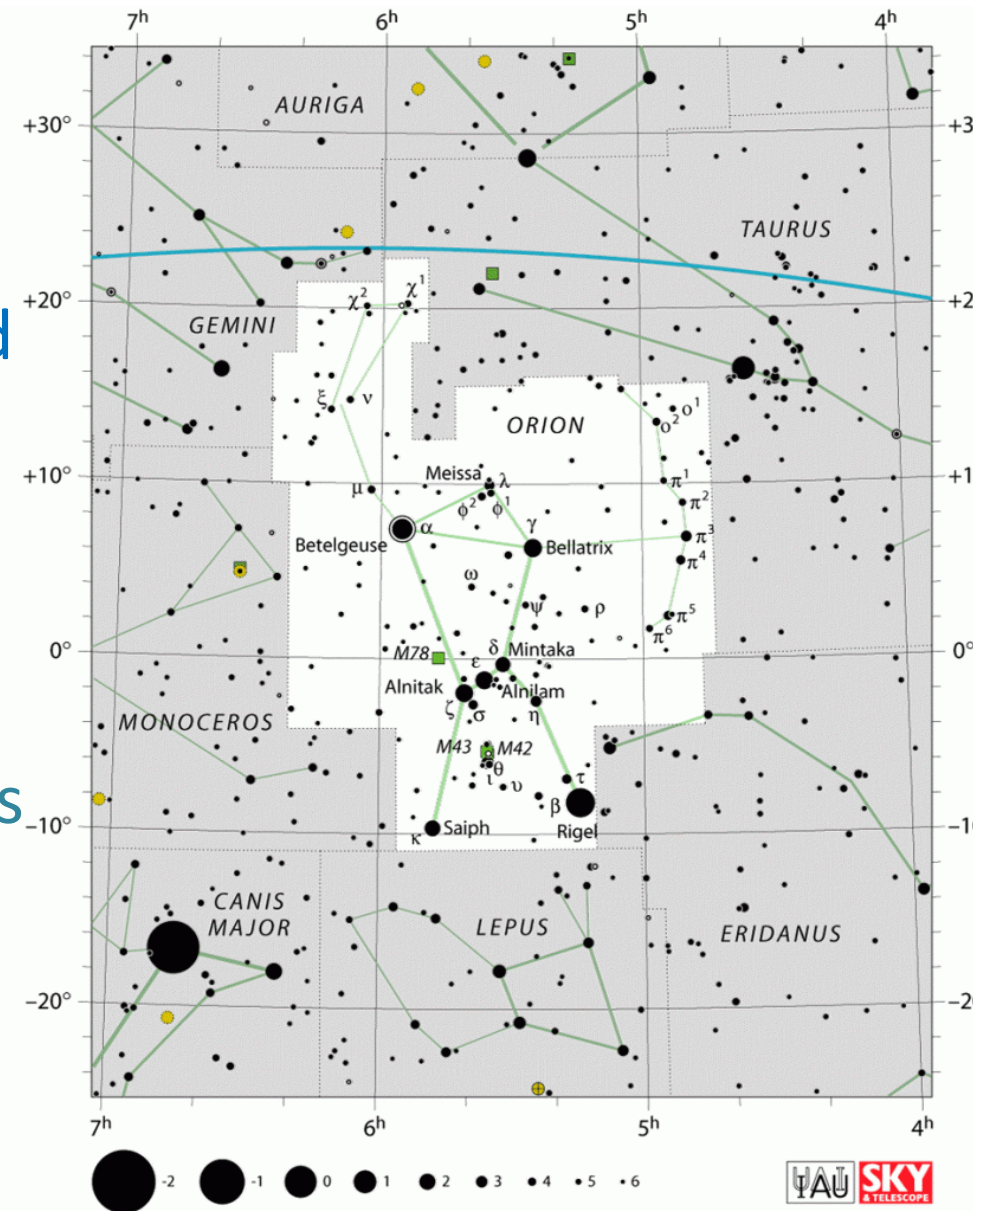 7h 6h 5h 4h
AURIGA
+30° +3
TAURUS
d
+20° +2
χ² χ¹
GEMINI
ξ ν
o¹
o²
ORION
+10° +1
Meissa λ
π¹
μ
ϕ² ϕ¹
π²
α γ
π³
Betelgeuse Bellatrix
π⁴
ω
ψ ρ
π⁵
π⁶
0° 0°
M78 δ Mintaka
ε
Alnitak Alnilam
ζ σ η
MONOCEROS
M43 M42
θ
ι υ τ
s
β
-10° -1
κ Saiph Rigel
CANIS
MAJOR
LEPUS
ERIDANUS
-20° -2
7h 6h 5h 4h
-2 -1 0 1 2 3 4 5 6
IAU
SKY
& TELESCOPE